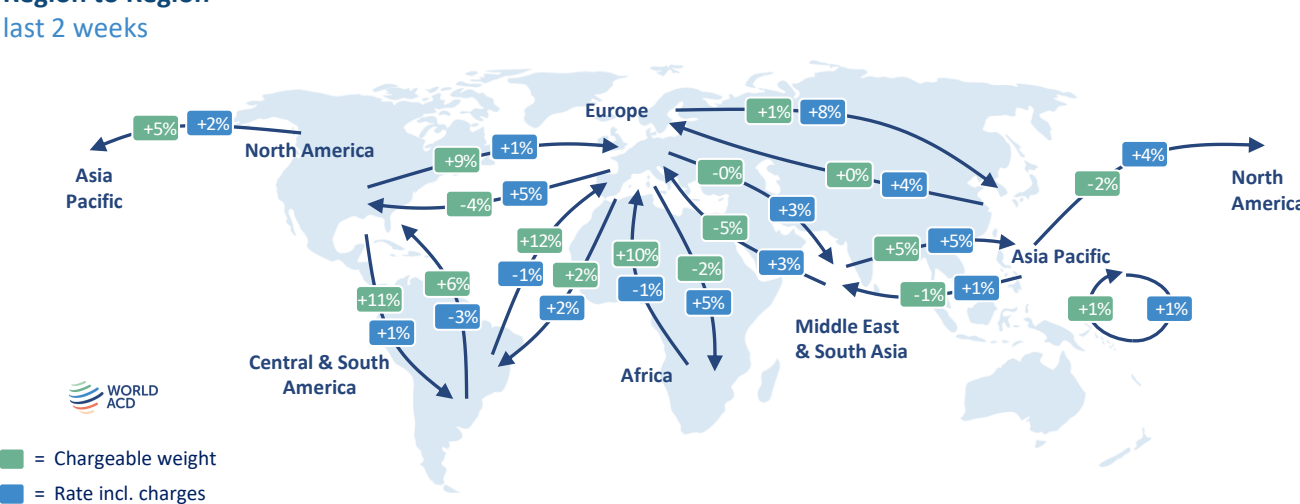 Region to Region
last 2 weeks
+5%
+2%
Asia
Pacific
North America
+9%
+1%
-4%
+5%
Europe
+1%
+8%
+0%
+4%
-0%
+3%
-5%
+3%
+5%
+5%
-1%
+1%
Asia Pacific
-2%
+4%
North
America
+1%
+1%
+12%
-1%
+2%
+2%
+10%
-1%
-2%
+5%
+11%
+1%
+6%
-3%
Middle East
& South Asia
Central & South
America
Africa
WORLD
ACD
= Chargeable weight
= Rate incl. charges